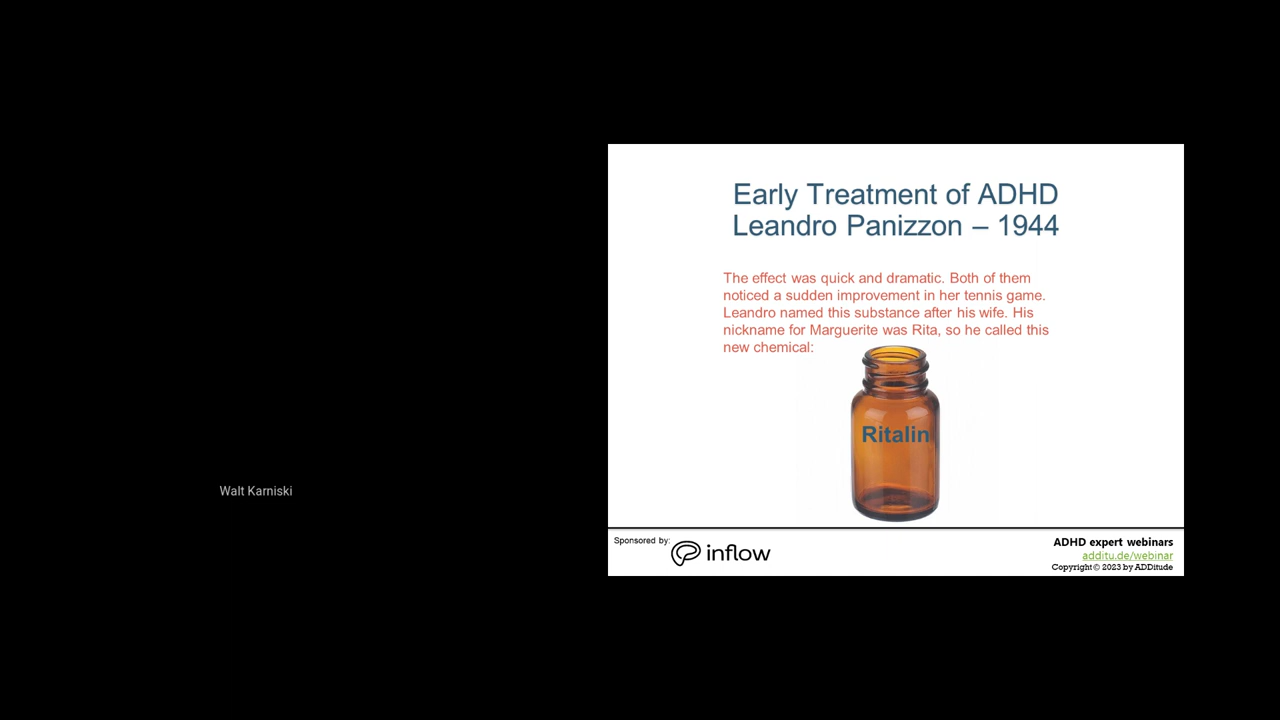 Early Treatment of ADHD
Leandro Panizzon – 1944
The effect was quick and dramatic. Both of them
noticed a sudden improvement in her tennis game.
Leandro named this substance after his wife. His
nickname for Marguerite was Rita, so he called this
new chemical:
Ritalin
Walt Karniski
Sponsored by:
inflow
ADHD expert webinars
additu.de/webinar
Copyright © 2023 by ADDitude